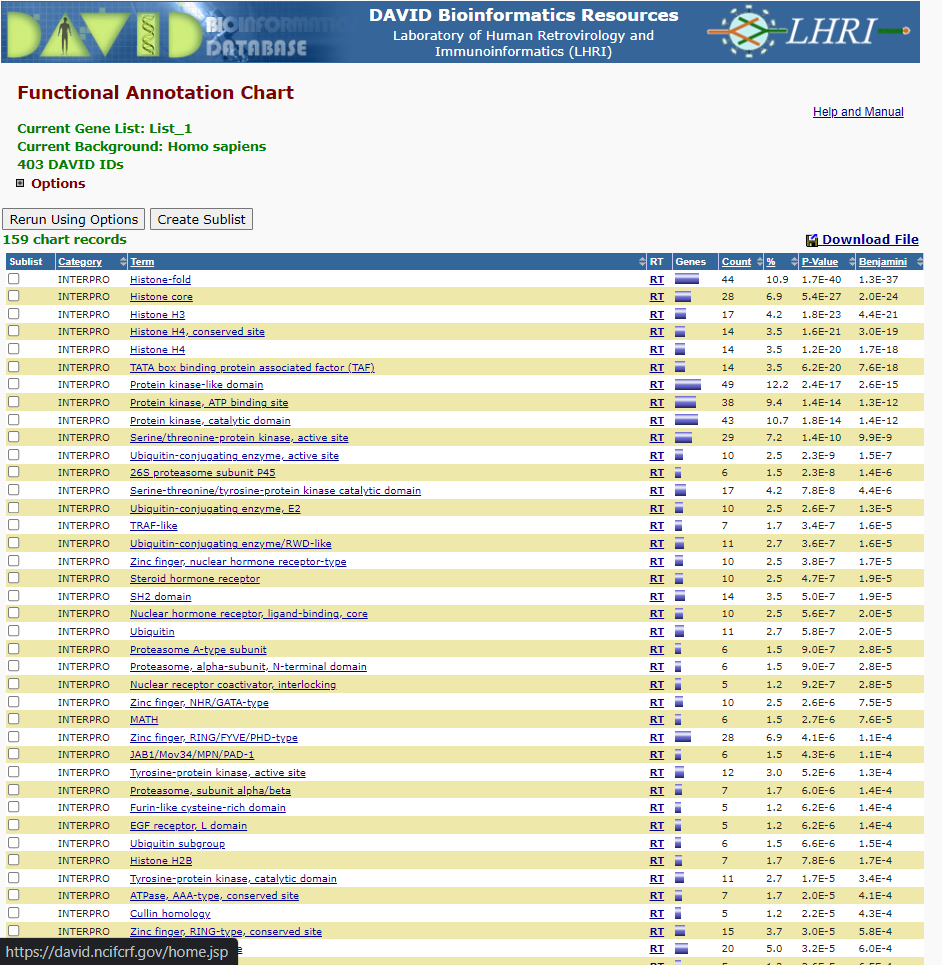 DAVID BIOINFORMATICS DATABASE
DAVID Bioinformatics Resources
Laboratory of Human Retrovirology and
Immunoinformatics (LHRI)
LHRI
Functional Annotation Chart
Help and Manual
Current Gene List: List_1
Current Background: Homo sapiens
403 DAVID IDs
Options
Rerun Using Options Create Sublist
159 chart records
Download File
Sublist Category Term RT Genes Count % P-Value Benjamini
INTERPRO Histone-fold RT 44 10.9 1.7E-40 1.3E-37
INTERPRO Histone core RT 28 6.9 5.4E-27 2.0E-24
INTERPRO Histone H3 RT 17 4.2 1.8E-23 4.4E-21
INTERPRO Histone H4, conserved site RT 14 3.5 1.6E-21 3.0E-19
INTERPRO Histone H4 RT 14 3.5 1.2E-20 1.7E-18
INTERPRO TATA box binding protein associated factor (TAF) RT 14 3.5 6.2E-20 7.6E-18
INTERPRO Protein kinase-like domain RT 49 12.2 2.4E-17 2.6E-15
INTERPRO Protein kinase, ATP binding site RT 38 9.4 1.4E-14 1.3E-12
INTERPRO Protein kinase, catalytic domain RT 43 10.7 1.8E-14 1.4E-12
INTERPRO Serine/threonine-protein kinase, active site RT 29 7.2 1.4E-10 9.9E-9
INTERPRO Ubiquitin-conjugating enzyme, active site RT 10 2.5 2.3E-9 1.5E-7
INTERPRO 26S proteasome subunit P45 RT 6 1.5 2.3E-8 1.4E-6
INTERPRO Serine-threonine/tyrosine-protein kinase catalytic domain RT 17 4.2 7.8E-8 4.4E-6
INTERPRO Ubiquitin-conjugating enzyme, E2 RT 10 2.5 2.6E-7 1.3E-5
INTERPRO TRAF-like RT 7 1.7 3.4E-7 1.6E-5
INTERPRO Ubiquitin-conjugating enzyme/RWD-like RT 11 2.7 3.6E-7 1.6E-5
INTERPRO Zinc finger, nuclear hormone receptor-type RT 10 2.5 3.8E-7 1.7E-5
INTERPRO Steroid hormone receptor RT 10 2.5 4.7E-7 1.9E-5
INTERPRO SH2 domain RT 14 3.5 5.0E-7 1.9E-5
INTERPRO Nuclear hormone receptor, ligand-binding, core RT 10 2.5 5.6E-7 2.0E-5
INTERPRO Ubiquitin RT 11 2.7 5.8E-7 2.0E-5
INTERPRO Proteasome A-type subunit RT 6 1.5 9.0E-7 2.8E-5
INTERPRO Proteasome, alpha-subunit, N-terminal domain RT 6 1.5 9.0E-7 2.8E-5
INTERPRO Nuclear receptor coactivator, interlocking RT 5 1.2 9.2E-7 2.8E-5
INTERPRO Zinc finger, NHR/GATA-type RT 10 2.5 2.6E-6 7.5E-5
INTERPRO MATH RT 6 1.5 2.7E-6 7.6E-5
INTERPRO Zinc finger, RING/FYVE/PHD-type RT 28 6.9 4.1E-6 1.1E-4
INTERPRO JAB1/Mov34/MPN/PAD-1 RT 6 1.5 4.3E-6 1.1E-4
INTERPRO Tyrosine-protein kinase, active site RT 12 3.0 5.2E-6 1.3E-4
INTERPRO Proteasome, subunit alpha/beta RT 7 1.7 6.0E-6 1.4E-4
INTERPRO Furin-like cysteine-rich domain RT 5 1.2 6.2E-6 1.4E-4
INTERPRO EGF receptor, L domain RT 5 1.2 6.2E-6 1.4E-4
INTERPRO Ubiquitin subgroup RT 6 1.5 6.6E-6 1.5E-4
INTERPRO Histone H2B RT 7 1.7 7.8E-6 1.7E-4
INTERPRO Tyrosine-protein kinase, catalytic domain RT 11 2.7 1.7E-5 3.4E-4
INTERPRO ATPase, AAA-type, conserved site RT 7 1.7 2.0E-5 4.1E-4
INTERPRO Cullin homology RT 5 1.2 2.2E-5 4.3E-4
INTERPRO Zinc finger, RING-type, conserved site RT 15 3.7 3.0E-5 5.8E-4
https://david.ncifcrf.gov/home.jsp e RT 20 5.0 3.2E-5 6.0E-4